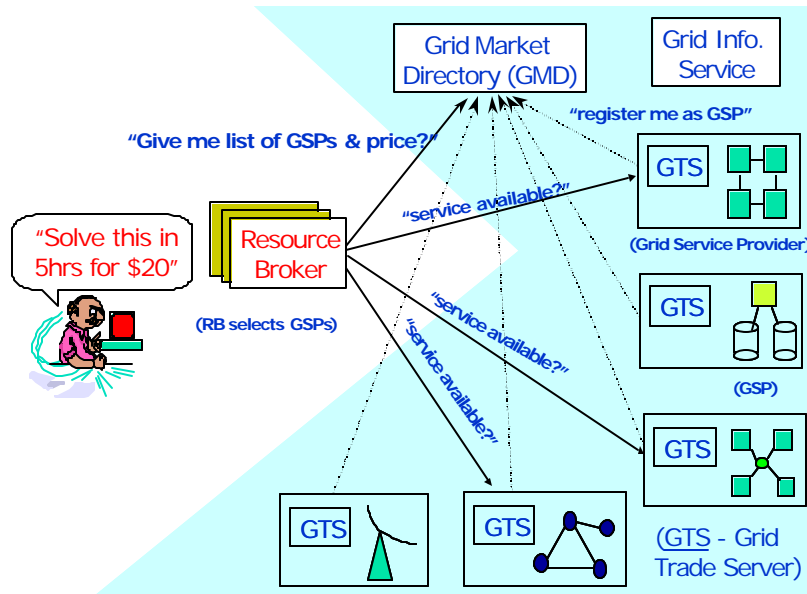 Grid Market
Directory (GMD)
Grid Info.
Service
“register me as GSP”
“Give me list of GSPs & price?”
GTS
“service available?”
(Grid Service Provider)
“Solve this in
5hrs for $20”
Resource
Broker
(RB selects GSPs)
“service available?”
“service available?”
GTS
(GSP)
GTS
GTS
GTS
(GTS - Grid
Trade Server)